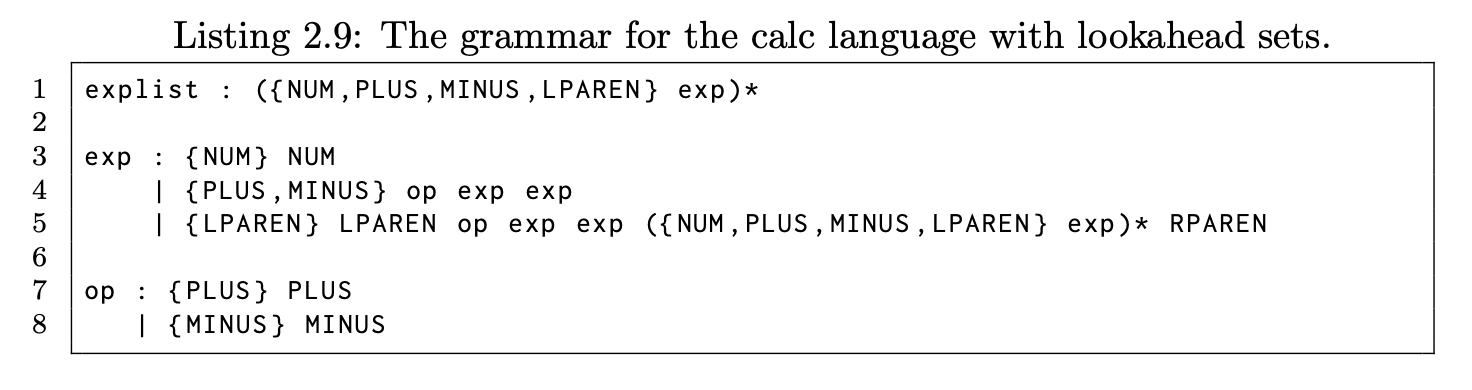 Listing 2.9: The grammar for the calc language with lookahead sets.
1 explist : ({NUM,PLUS,MINUS,LPAREN} exp)*
2
3 exp : {NUM} NUM
4     | {PLUS,MINUS} op exp exp
5     | {LPAREN} LPAREN op exp exp ({NUM,PLUS,MINUS,LPAREN} exp)* RPAREN
6
7 op : {PLUS} PLUS
8    | {MINUS} MINUS